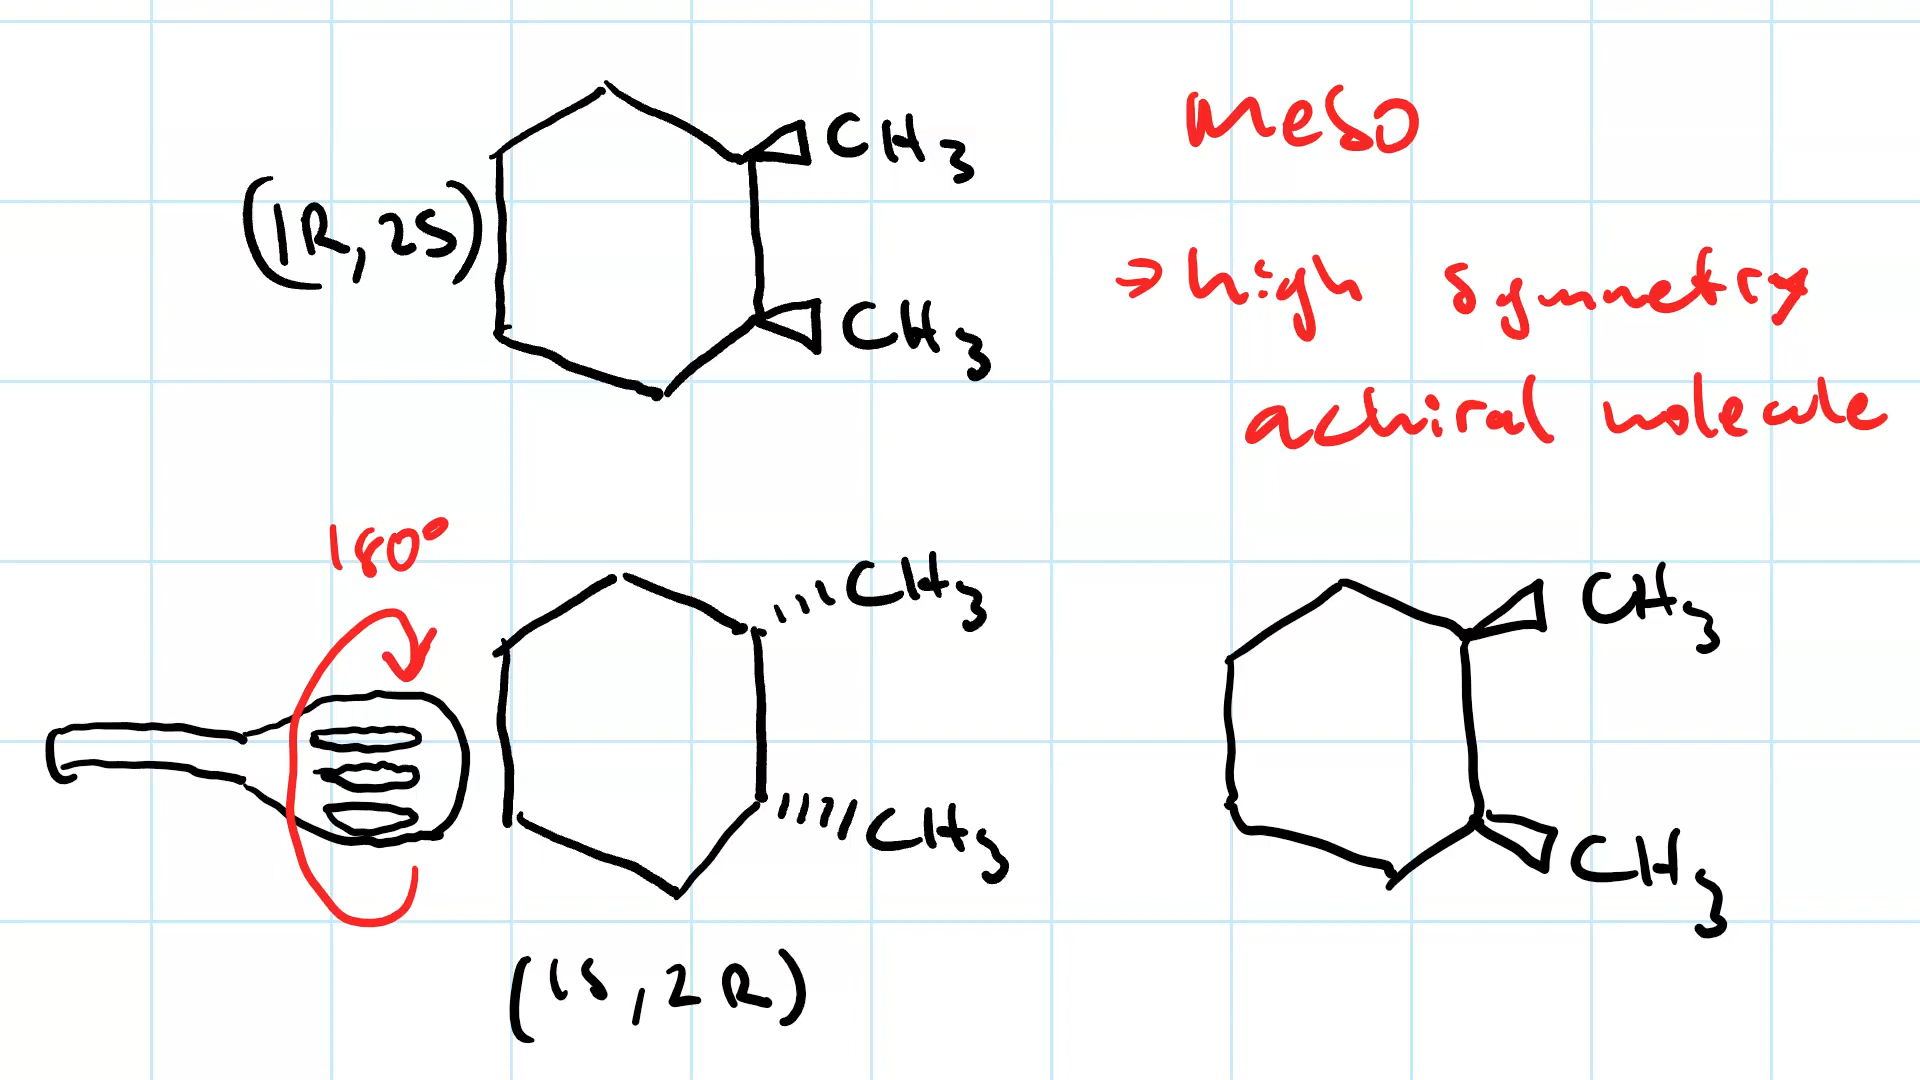 CH3
meso
(1R, 2S)
→ high symmetry
CH3
achiral molecule
180°
CH3
CH3
CH3
CH3
(1S, 2R)